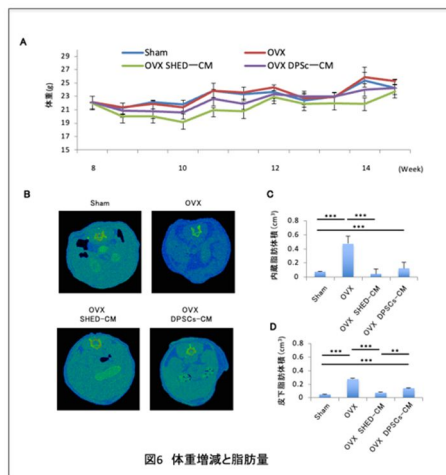 A
Sham
OVX
OVX SHED—CM
OVX DPSc—CM
体重(g)
29
27
25
23
21
19
17
15
8
10
12
14
(Week)
B
Sham
OVX
OVX
SHED-CM
OVX
DPSCs-CM
C
内蔵脂肪体積(cm³)
0.8
0.6
0.4
0.2
0
***
***
***
Sham
OVX
OVX SHED-CM
OVX DPSCs-CM
D
皮下脂肪体積(cm³)
0.8
0.6
0.4
0.2
0
***
***
**
***
Sham
OVX
OVX SHED-CM
OVX DPSCs-CM
図6 体重増減と脂肪量